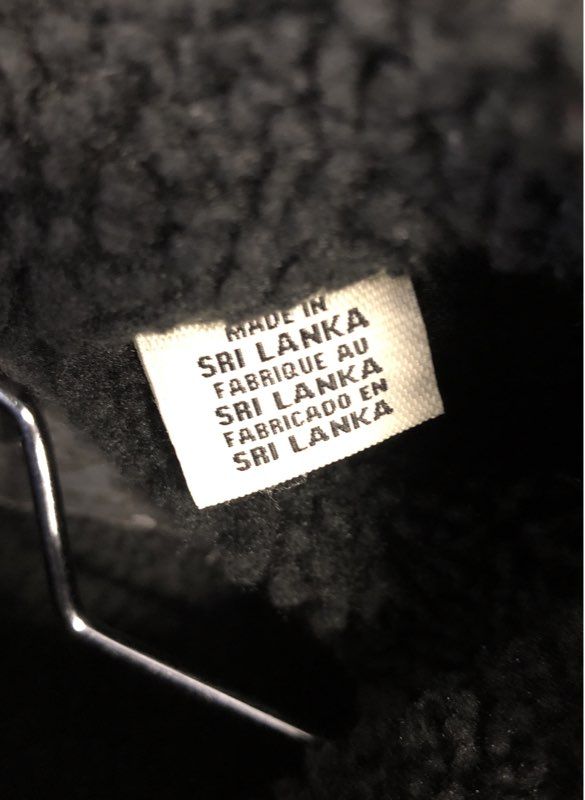 MADE IN
SRI LANKA
FABRIQUE AU
SRI LANKA
FABRICADO EN
SRI LANKA